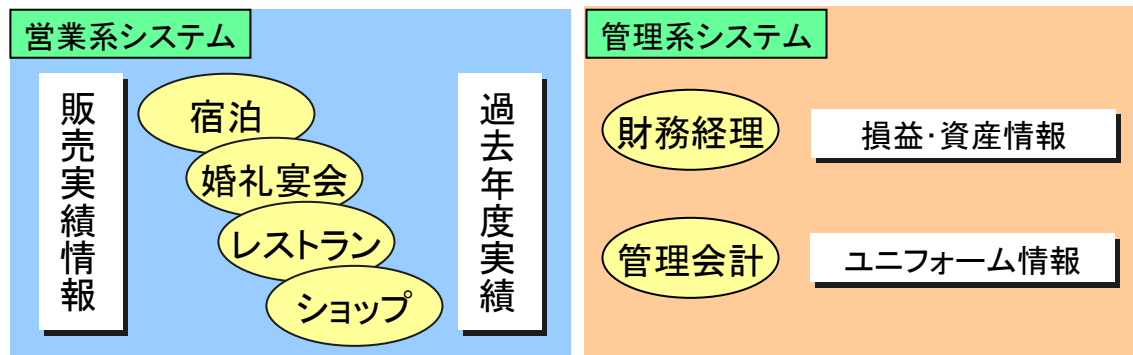 営業系システム
販売実績情報
宿泊
婚礼宴会
レストラン
ショップ
過去年度実績
管理系システム
財務経理
損益・資産情報
管理会計
ユニフォーム情報